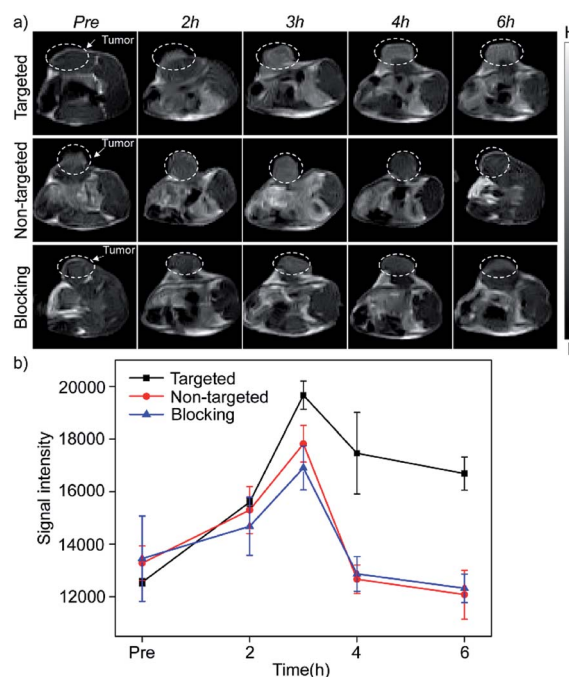 a)
Pre
2h
3h
4h
6h
H
Targeted
Tumor
Non-targeted
Tumor
Blocking
Tumor
b)
20000
18000
16000
14000
12000
Signal intensity
Targeted
Non-targeted
Blocking
Pre
2
4
6
Time(h)